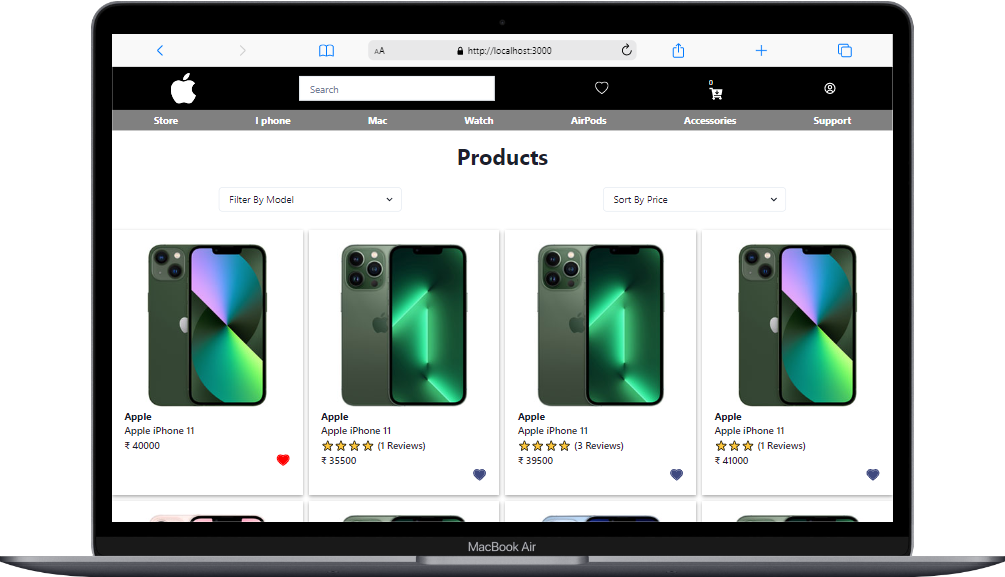 AA http://localhost:3000
Search
0
Store I phone Mac Watch AirPods Accessories Support
Products
Filter By Model Sort By Price
Apple Apple Apple Apple
Apple iPhone 11 Apple iPhone 11 Apple iPhone 11 Apple iPhone 11
₹ 40000 (1 Reviews) (3 Reviews) (1 Reviews)
₹ 35500 ₹ 39500 ₹ 41000
MacBook Air